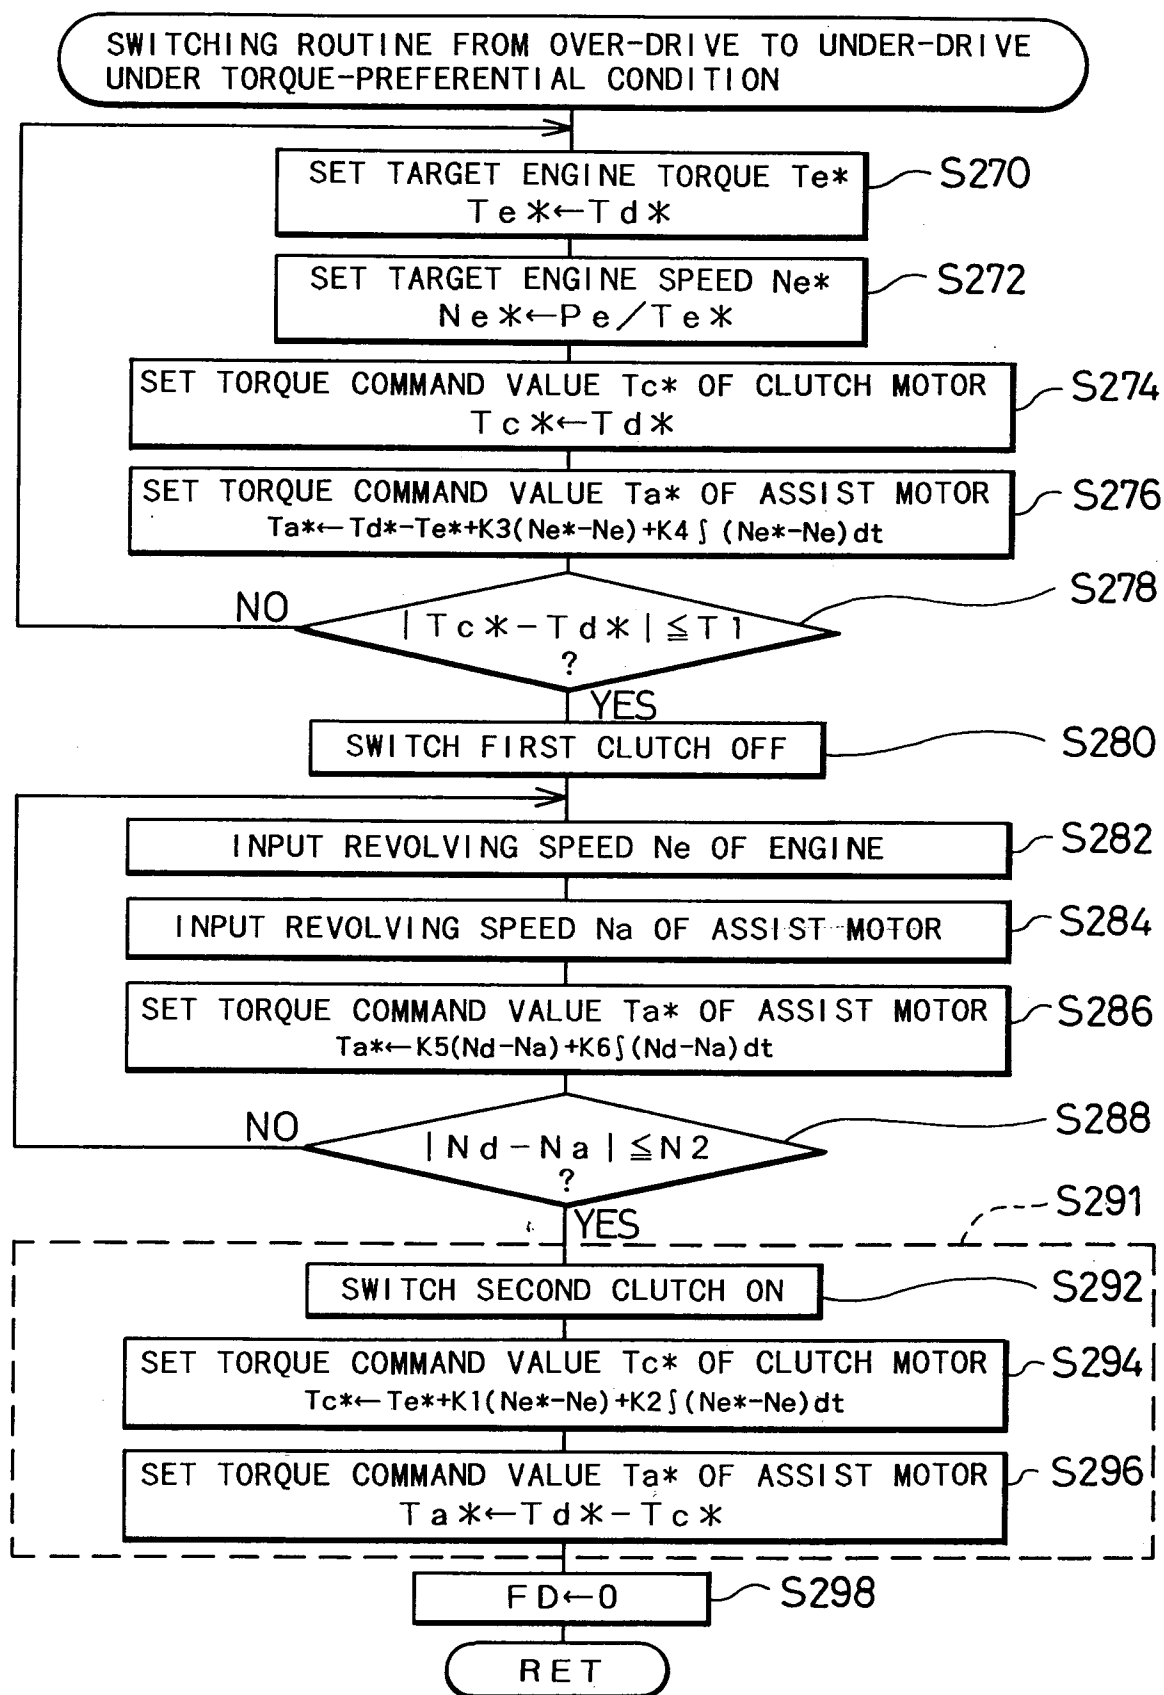 SWITCHING ROUTINE FROM OVER-DRIVE TO UNDER-DRIVE
UNDER TORQUE-PREFERENTIAL CONDITION
SET TARGET ENGINE TORQUE Te*
Te*←Td*
S270
SET TARGET ENGINE SPEED Ne*
Ne*←Pe/Te*
S272
SET TORQUE COMMAND VALUE Tc* OF CLUTCH MOTOR
Tc*←Td*
S274
SET TORQUE COMMAND VALUE Ta* OF ASSIST MOTOR
Ta*←Td*-Te*+K3(Ne*-Ne)+K4∫(Ne*-Ne)dt
S276
|Tc*-Td*|≦T1
?
S278
NO
YES
SWITCH FIRST CLUTCH OFF
S280
INPUT REVOLVING SPEED Ne OF ENGINE
S282
INPUT REVOLVING SPEED Na OF ASSIST MOTOR
S284
SET TORQUE COMMAND VALUE Ta* OF ASSIST MOTOR
Ta*←K5(Nd-Na)+K6∫(Nd-Na)dt
S286
|Nd-Na|≦N2
?
S288
NO
YES
S291
SWITCH SECOND CLUTCH ON
S292
SET TORQUE COMMAND VALUE Tc* OF CLUTCH MOTOR
Tc*←Te*+K1(Ne*-Ne)+K2∫(Ne*-Ne)dt
S294
SET TORQUE COMMAND VALUE Ta* OF ASSIST MOTOR
Ta*←Td*-Tc*
S296
FD←0
S298
RET